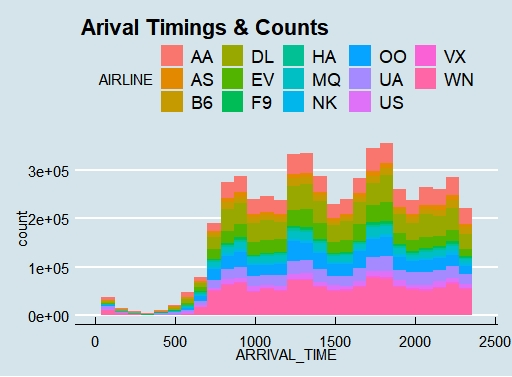 Arival Timings & Counts
AIRLINE
AA DL HA OO VX
AS EV MQ UA WN
B6 F9 NK US
count
3e+05
2e+05
1e+05
0e+00
0 500 1000 1500 2000 2500
ARRIVAL_TIME